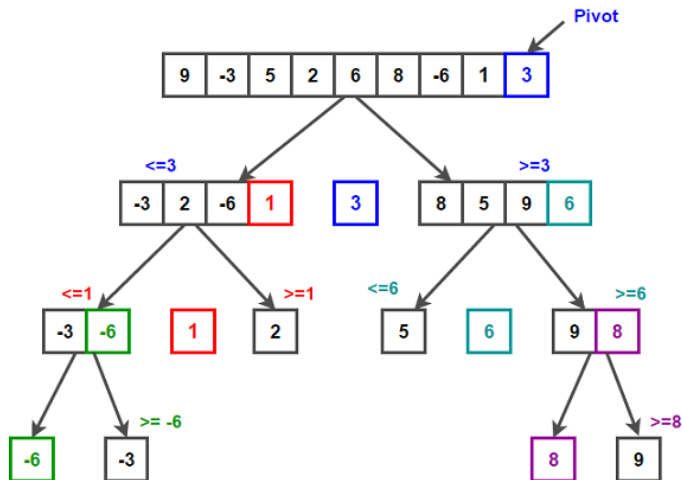 Pivot
9 -3 5 2 6 8 -6 1 3
<=3 >=3
-3 2 -6 1 3 8 5 9 6
<=1 >=1 <=6 >=6
-3 -6 1 2 5 6 9 8
>= -6 >=8
-6 -3 8 9